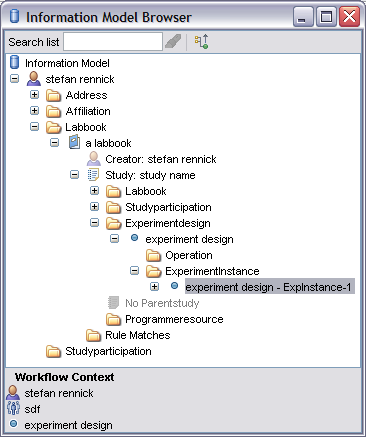 Information Model Browser
Search list
Information Model
stefan rennick
Address
Affiliation
Labbook
a labbook
Creator: stefan rennick
Study: study name
Labbook
Studyparticipation
Experimentdesign
experiment design
Operation
ExperimentInstance
experiment design - ExpInstance-1
No Parentstudy
Programmeresource
Rule Matches
Studyparticipation
Workflow Context
stefan rennick
sdf
experiment design